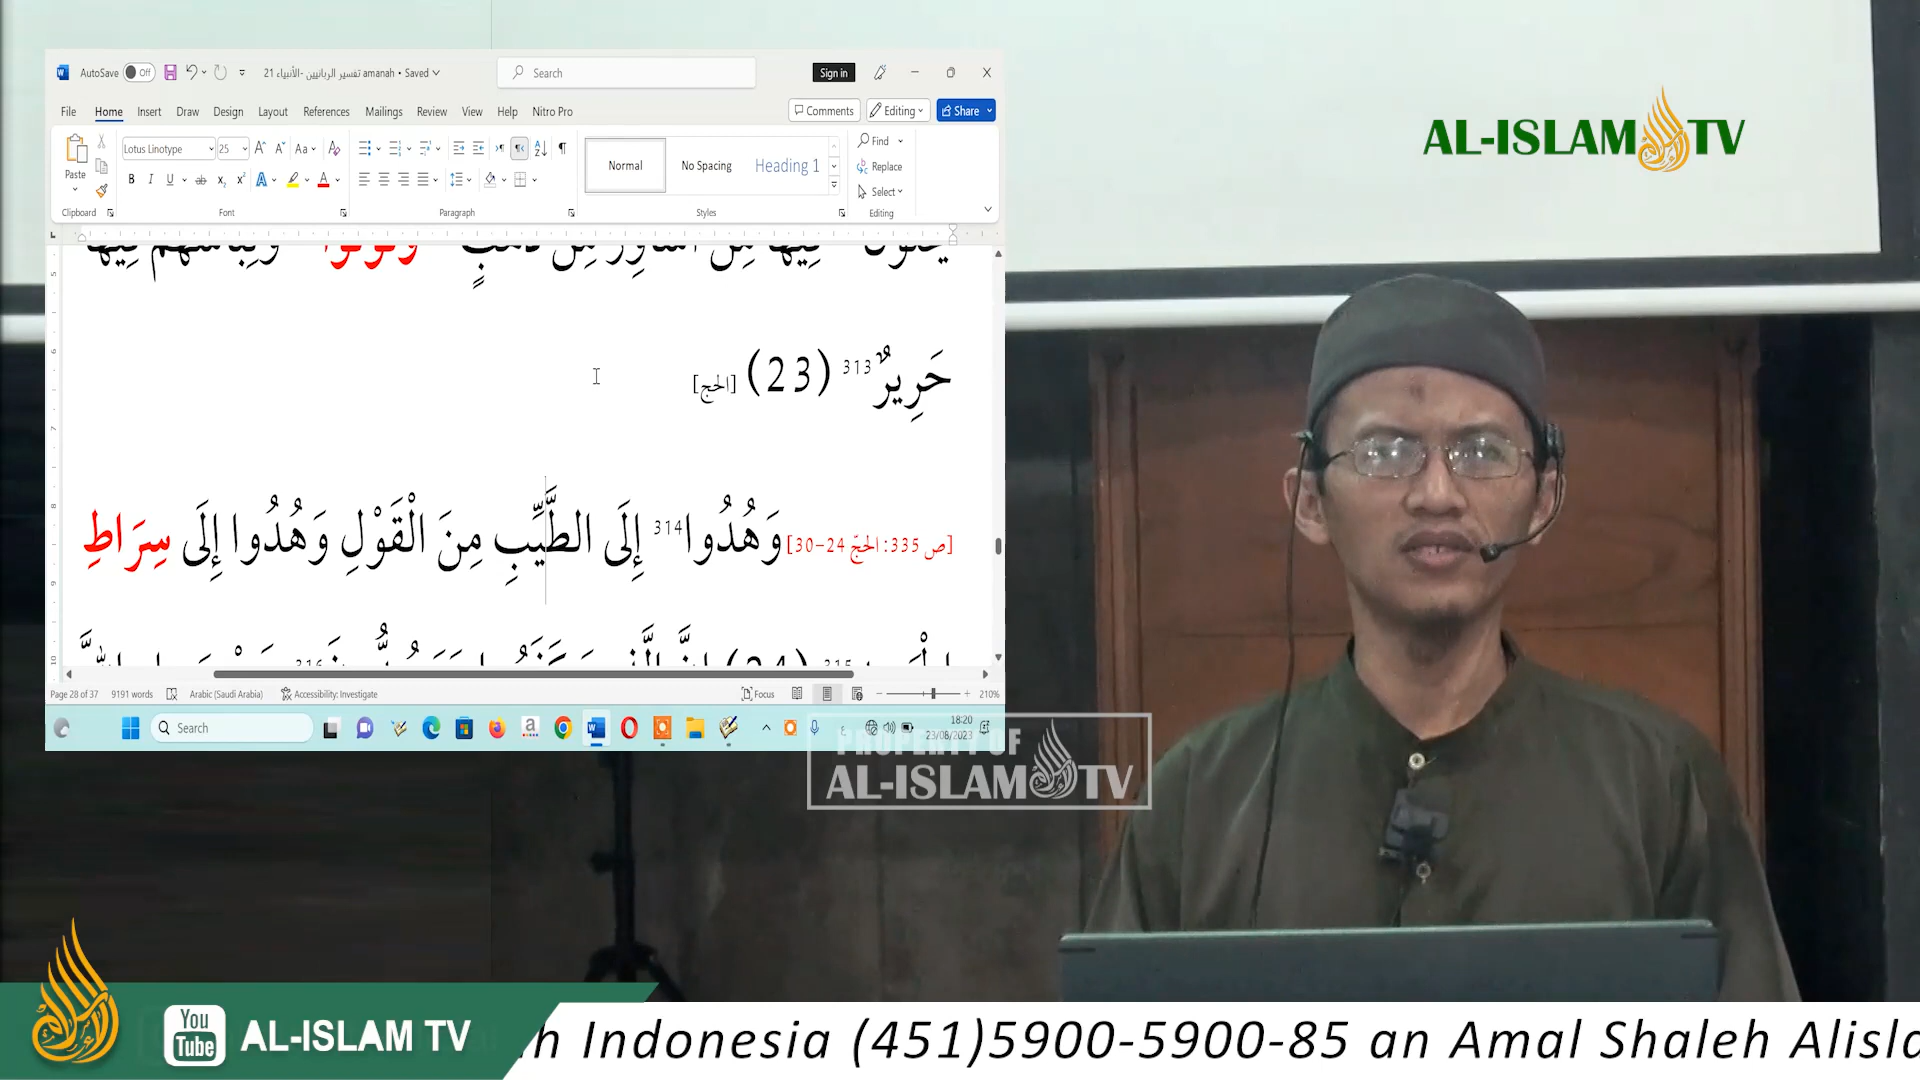 AutoSave Off
21 تفسير الربانيين -الأنبياء amanah • Saved
Search
Sign in
File Home Insert Draw Design Layout References Mailings Review View Help Nitro Pro
Comments Editing Share
Paste
Lotus Linotype 25
Normal No Spacing Heading 1
Find
Replace
Select
Clipboard Font Paragraph Styles Editing
حَرِيرٌ 313 (23) [الحج]
[ص 335: الحجّ 24-30] وَهُدُوا 314 إِلَى الطَّيِّبِ مِنَ الْقَوْلِ وَهُدُوا إِلَى سِرَاطِ
Page 28 of 37 9191 words Arabic (Saudi Arabia) Accessibility: Investigate Focus 210%
Search
18:20
23/08/2023
AL-ISLAM TV
PROPERTY OF
AL-ISLAM TV
You
Tube
AL-ISLAM TV
h Indonesia (451)5900-5900-85 an Amal Shaleh Alisla